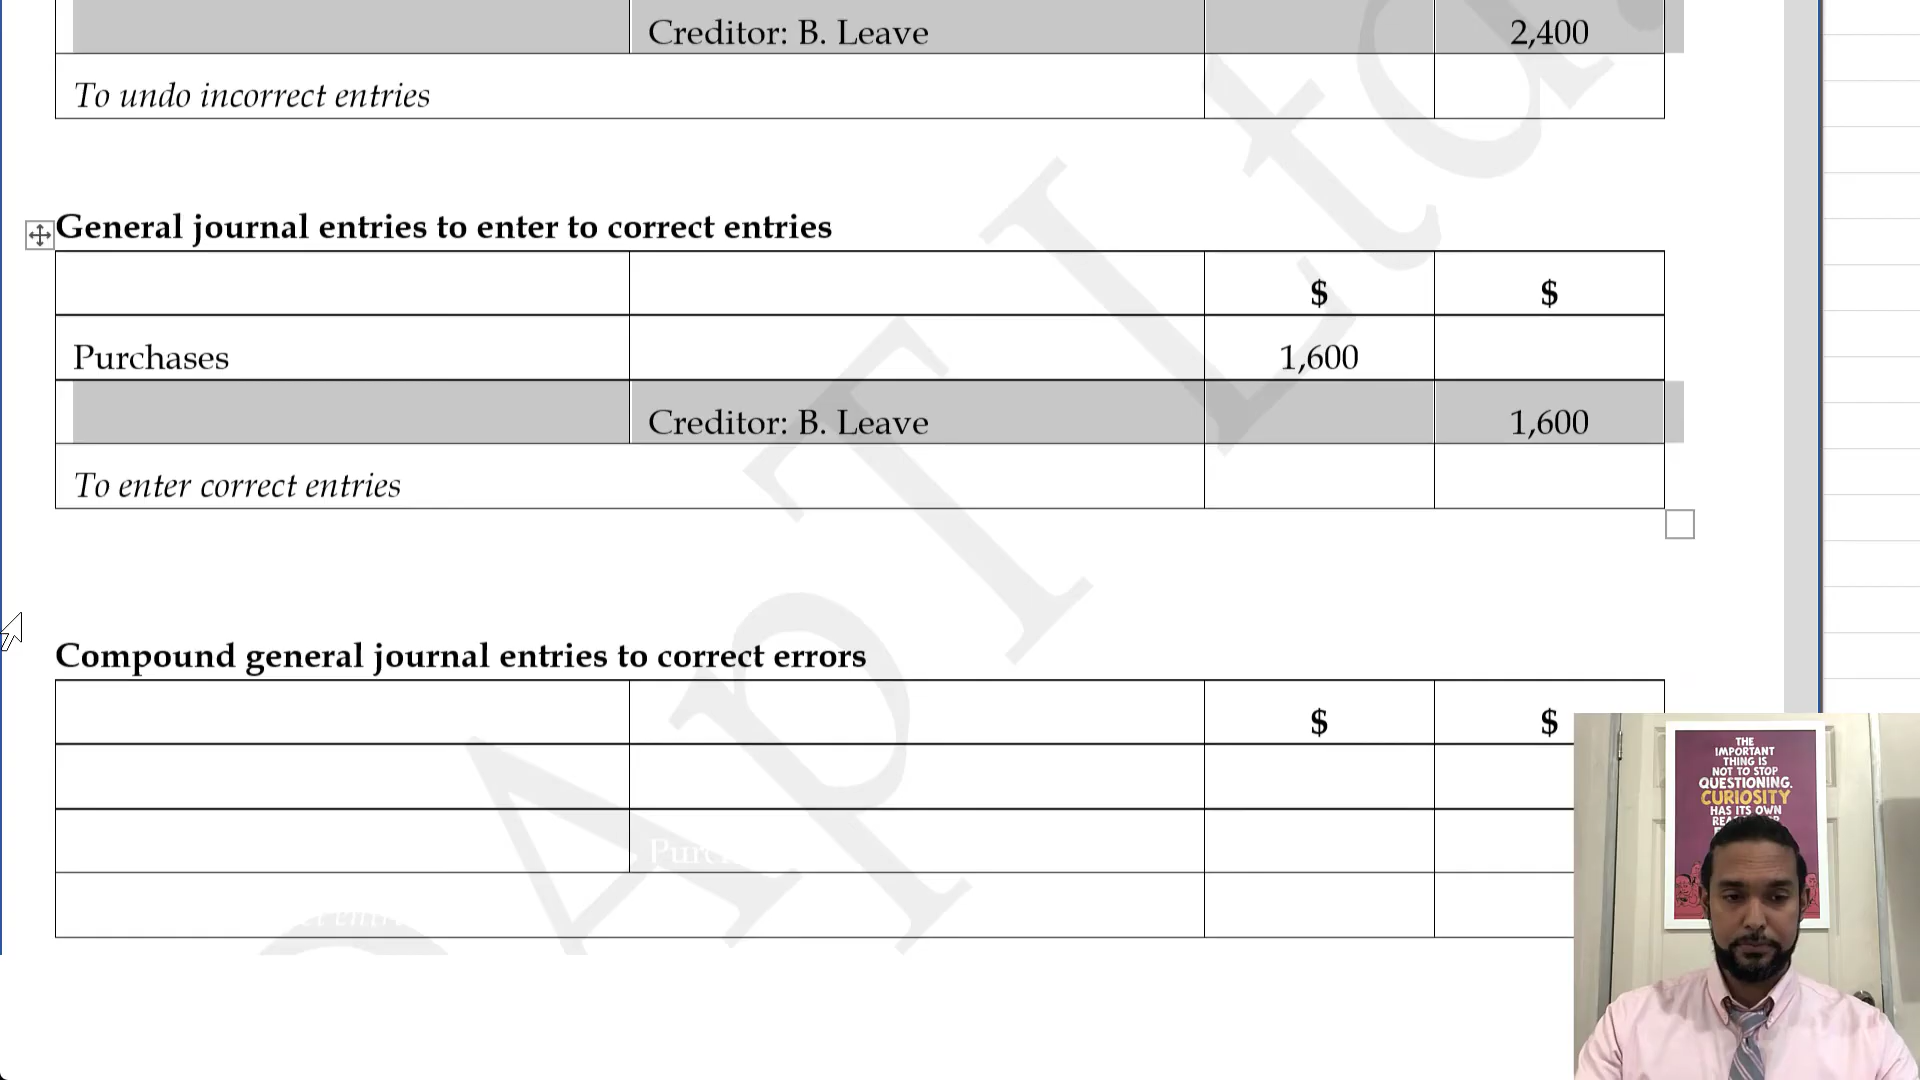 Creditor: B. Leave 2,400
To undo incorrect entries
General journal entries to enter to correct entries
$ $
Purchases 1,600
Creditor: B. Leave 1,600
To enter correct entries
Compound general journal entries to correct errors
$ $
ApT Ltd.
THE
IMPORTANT
THING IS
NOT TO STOP
QUESTIONING.
CURIOSITY
HAS ITS OWN